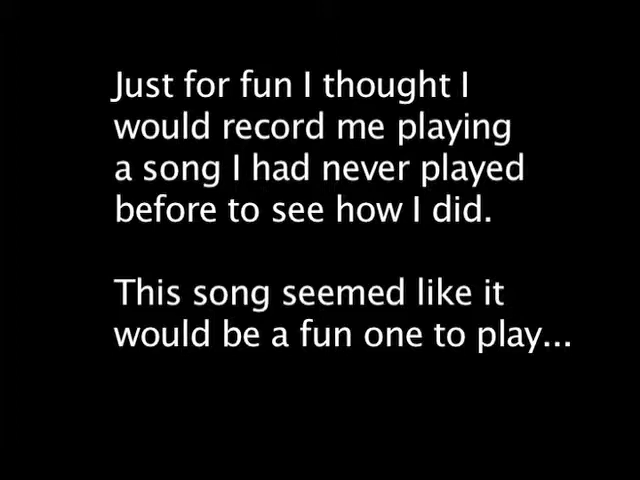 Just for fun I thought I
would record me playing
a song I had never played
before to see how I did.
This song seemed like it
would be a fun one to play...